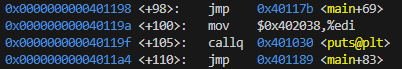 0x0000000000401198 <+98>: jmp 0x40117b <main+69>
0x000000000040119a <+100>: mov $0x402038,%edi
0x000000000040119f <+105>: callq 0x401030 <puts@plt>
0x00000000004011a4 <+110>: jmp 0x401189 <main+83>